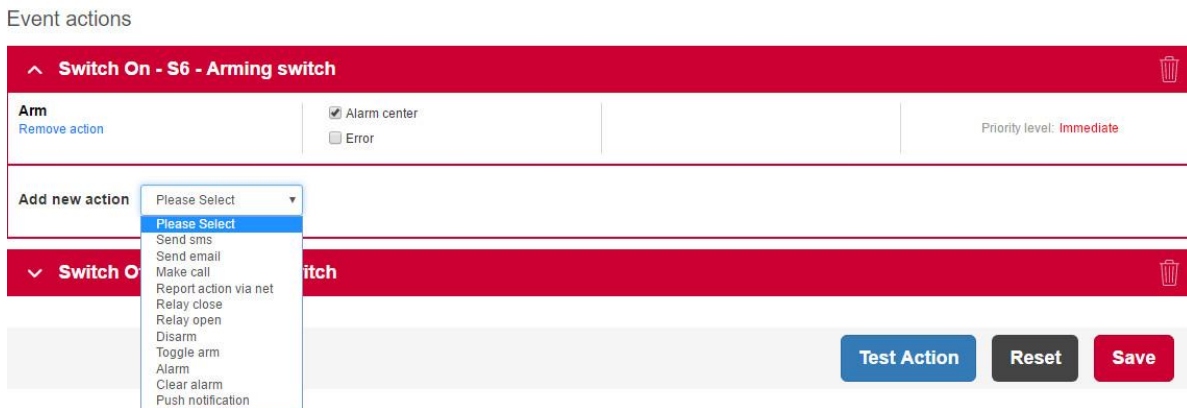 Event actions
Switch On - S6 - Arming switch
Arm
Remove action
Alarm center
Error
Priority level: Immediate
Add new action
Please Select
Please Select
Send sms
Send email
Make call
Report action via net
Relay close
Relay open
Disarm
Toggle arm
Alarm
Clear alarm
Push notification
Switch O itch
Test Action
Reset
Save